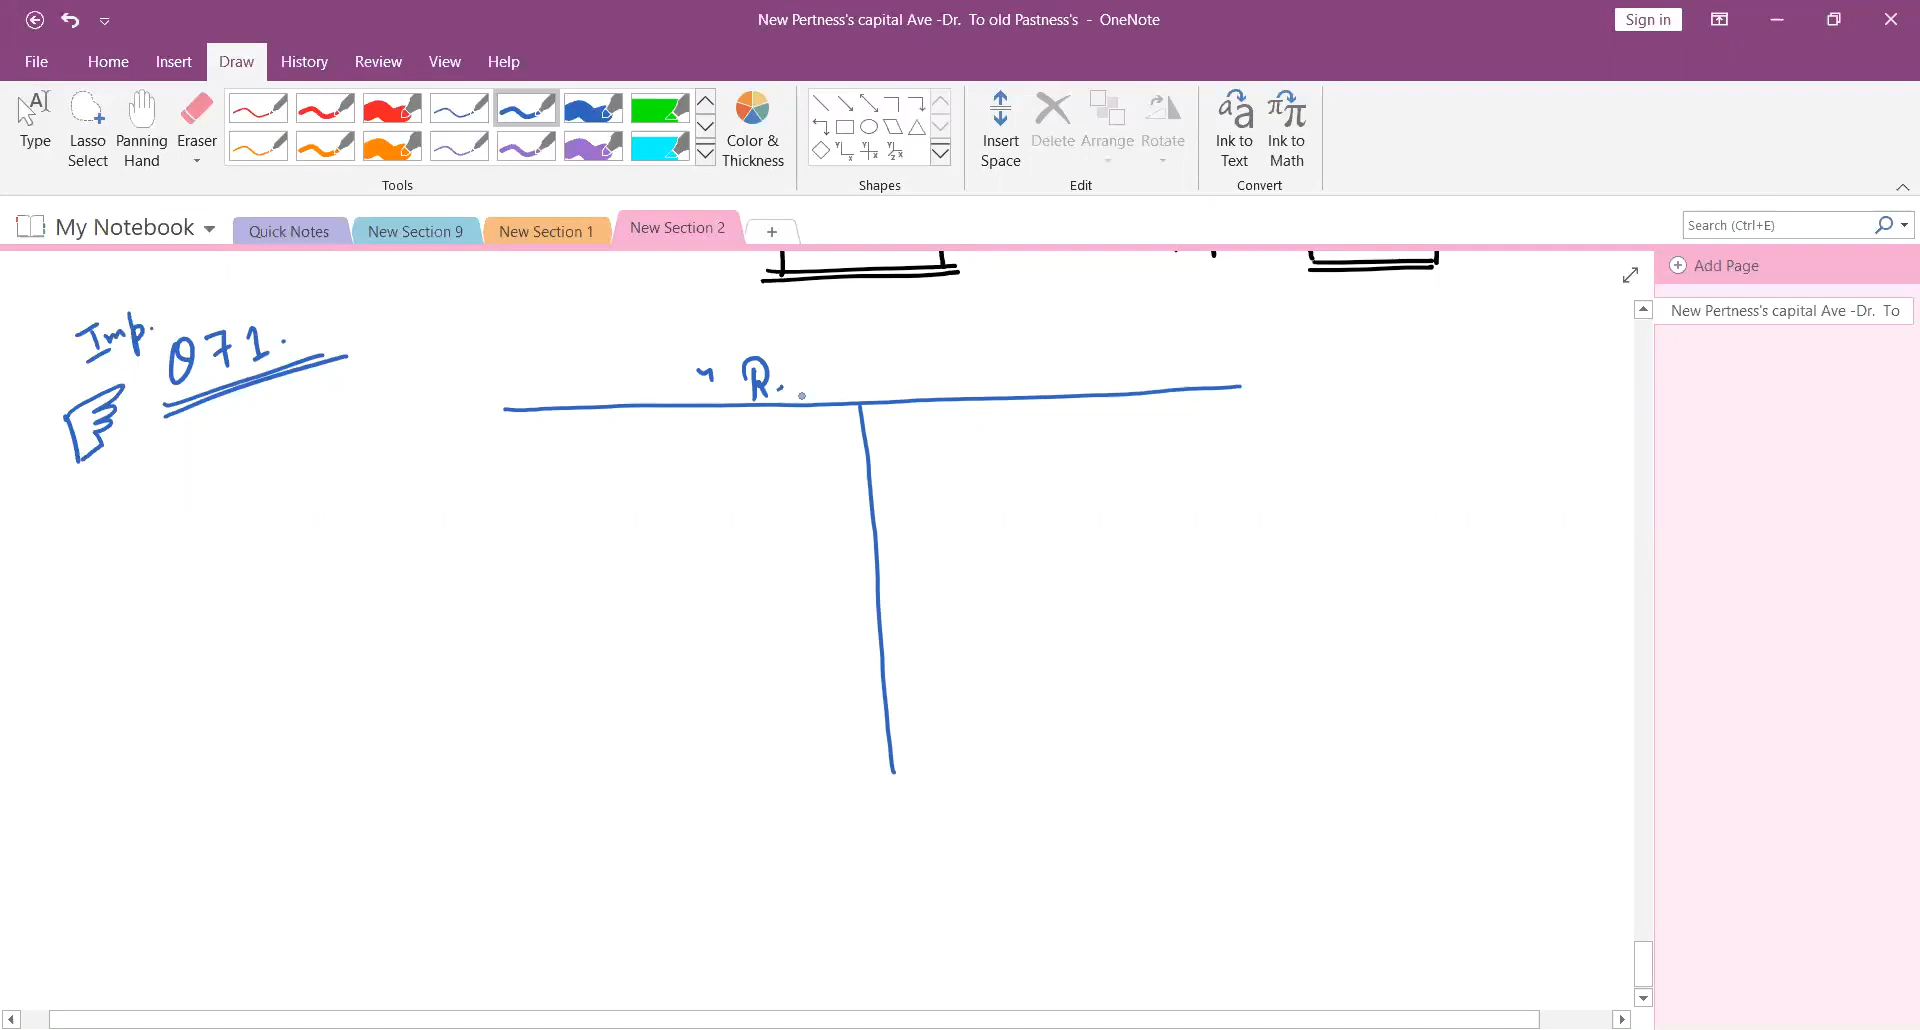 New Pertness's capital Ave -Dr. To old Pastness's - OneNote
Sign in
File Home Insert Draw History Review View Help
Type
Lasso Select
Panning Hand
Eraser
Color & Thickness
Insert Space
Delete
Arrange
Rotate
Ink to Text
Ink to Math
Tools
Shapes
Edit
Convert
My Notebook
Quick Notes
New Section 9
New Section 1
New Section 2
Search (Ctrl+E)
Add Page
New Pertness's capital Ave -Dr. To
Imp.
Q71.
R.